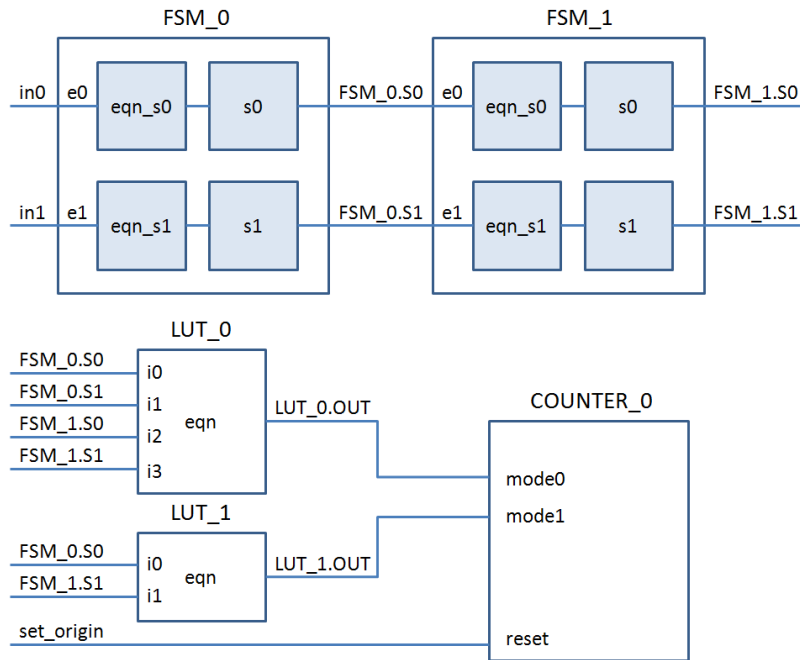 FSM_0 FSM_1
in0 e0 eqn_s0 s0 FSM_0.S0 e0 eqn_s0 s0 FSM_1.S0
in1 e1 eqn_s1 s1 FSM_0.S1 e1 eqn_s1 s1 FSM_1.S1
LUT_0
FSM_0.S0 i0
FSM_0.S1 i1
FSM_1.S0 i2
FSM_1.S1 i3
eqn
LUT_0.OUT
COUNTER_0
mode0
mode1
LUT_1
FSM_0.S0 i0
FSM_1.S1 i1
eqn
LUT_1.OUT
set_origin reset